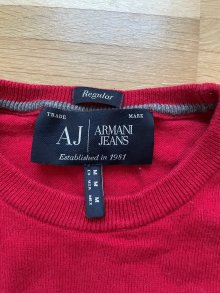 Regular
TRADE MARK
AJ ARMANI
JEANS
Established in 1981
M M M